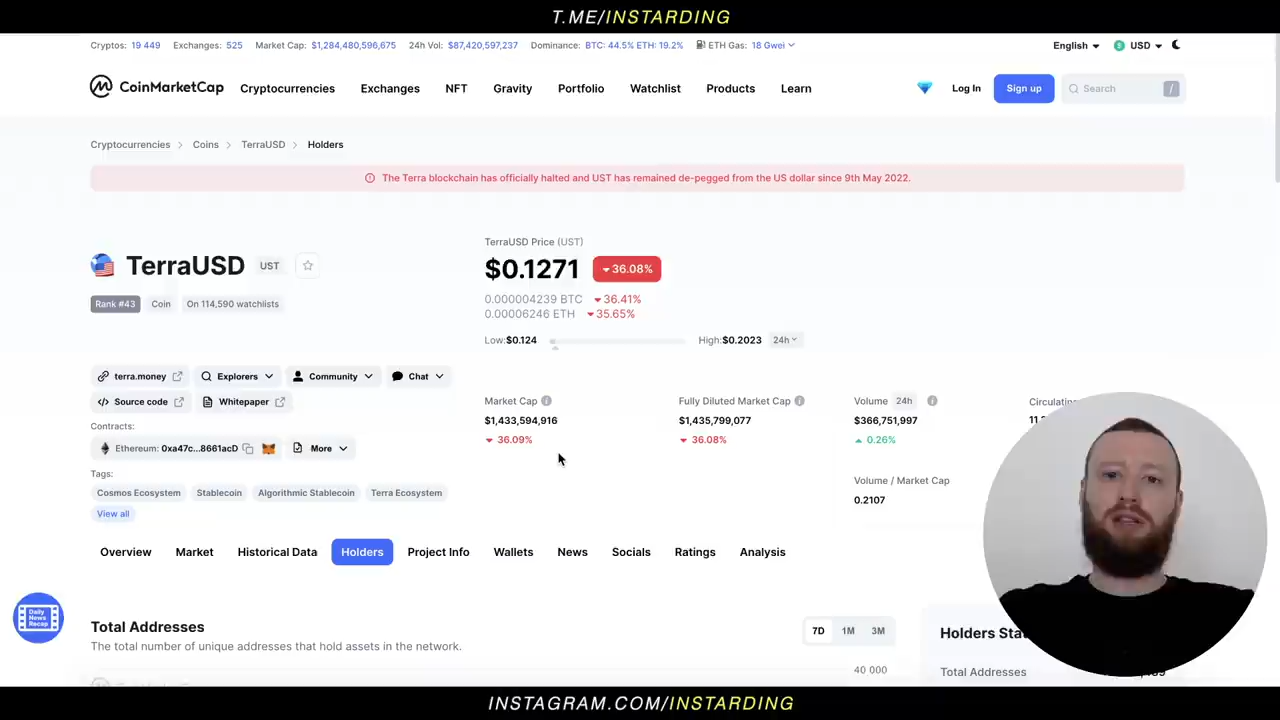 T.ME/INSTARDING
Cryptos: 19 449 Exchanges: 525 Market Cap: $1,284,480,596,675 24h Vol: $87,420,597,237 Dominance: BTC: 44.5% ETH: 19.2% ETH Gas: 18 Gwei English USD
CoinMarketCap Cryptocurrencies Exchanges NFT Gravity Portfolio Watchlist Products Learn Log In Sign up Search /
Cryptocurrencies Coins TerraUSD Holders
The Terra blockchain has officially halted and UST has remained de-pegged from the US dollar since 9th May 2022.
TerraUSD Price (UST)
TerraUSD UST $0.1271 36.08%
0.000004239 BTC 36.41%
Rank #43 Coin On 114,590 watchlists 0.00006246 ETH 35.65%
Low:$0.124 High:$0.2023 24h
terra.money Explorers Community Chat
Source code Whitepaper Market Cap Fully Diluted Market Cap Volume 24h
Contracts: $1,433,594,916 $1,435,799,077 $366,751,997
Ethereum: 0xa47c...8661acD More 36.09% 36.08% 0.26%
Tags: Volume / Market Cap
Cosmos Ecosystem Stablecoin Algorithmic Stablecoin Terra Ecosystem 0.2107
View all
Overview Market Historical Data Holders Project Info Wallets News Socials Ratings Analysis
Daily
News
Recap
Total Addresses 7D 1M 3M Holders
The total number of unique addresses that hold assets in the network.
40 000 Total Addresses
INSTAGRAM.COM/INSTARDING